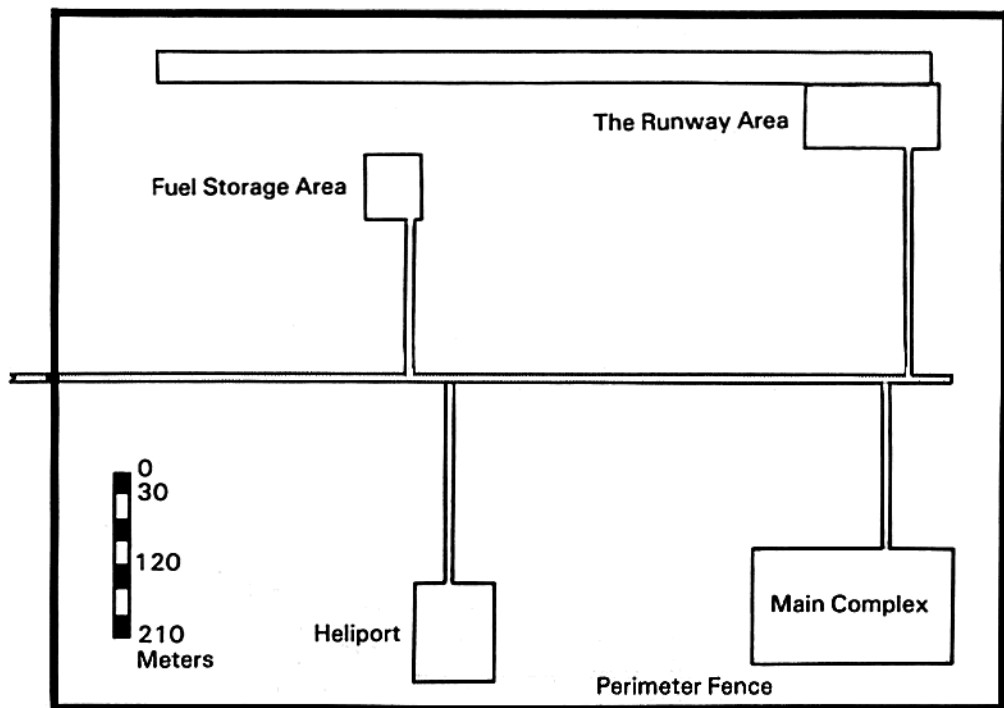 The Runway Area
Fuel Storage Area
0
30
120
210
Meters
Heliport
Main Complex
Perimeter Fence